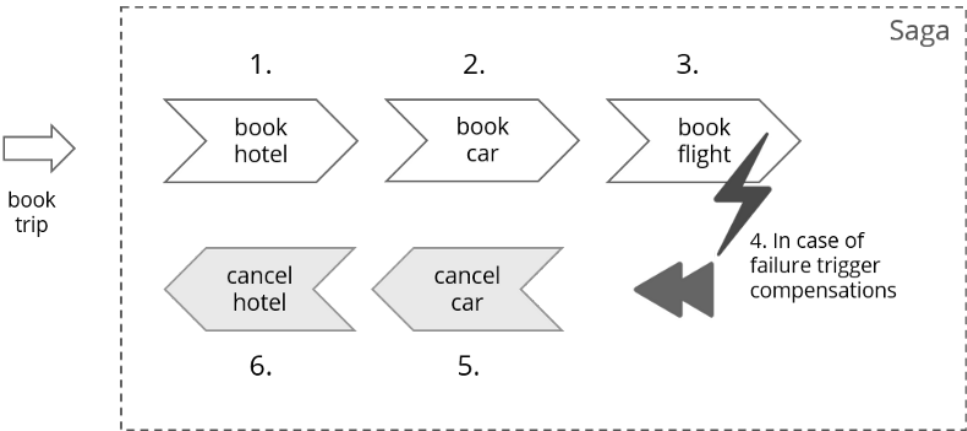 Saga
1.
2.
3.
book
hotel
book
car
book
flight
book
trip
4. In case of
failure trigger
compensations
cancel
hotel
cancel
car
6.
5.